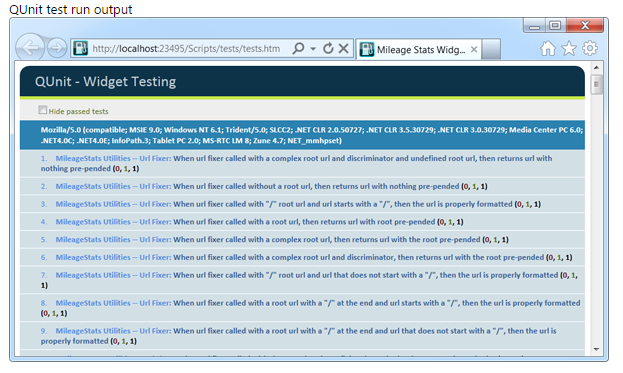 QUnit test run output
http://localhost:23495/Scripts/tests/tests.htm
Mileage Stats Widg...
QUnit - Widget Testing
Hide passed tests
Mozilla/5.0 (compatible; MSIE 9.0; Windows NT 6.1; Trident/5.0; SLCC2; .NET CLR 2.0.50727; .NET CLR 3.5.30729; .NET CLR 3.0.30729; Media Center PC 6.0;
.NET4.0C; .NET4.0E; InfoPath.3; Tablet PC 2.0; MS-RTC LM 8; Zune 4.7; NET_mmhpset)
1. MileageStats Utilities -- Url Fixer: When url fixer called with a complex root url and discriminator and undefined root url, then returns url with
nothing pre-pended (0, 1, 1)
2. MileageStats Utilities -- Url Fixer: When url fixer called without a root url, then returns url with nothing pre-pended (0, 1, 1)
3. MileageStats Utilities -- Url Fixer: When url fixer called with "/" root url and url starts with a "/", then the url is properly formatted (0, 1, 1)
4. MileageStats Utilities -- Url Fixer: When url fixer called with a root url, then returns url with root pre-pended (0, 1, 1)
5. MileageStats Utilities -- Url Fixer: When url fixer called with a complex root url, then returns url with the root pre-pended (0, 1, 1)
6. MileageStats Utilities -- Url Fixer: When url fixer called with a complex root url and discriminator, then returns url with the root pre-pended (0, 1, 1)
7. MileageStats Utilities -- Url Fixer: When url fixer called with "/" root url and url that does not start with a "/", then the url is properly formatted (0, 1,
1)
8. MileageStats Utilities -- Url Fixer: When url fixer called with a root url with a "/" at the end and url starts with a "/", then the url is properly formatted
(0, 1, 1)
9. MileageStats Utilities -- Url Fixer: When url fixer called with a root url with a "/" at the end and url that does not start with a "/", then the url is
properly formatted (0, 1, 1)